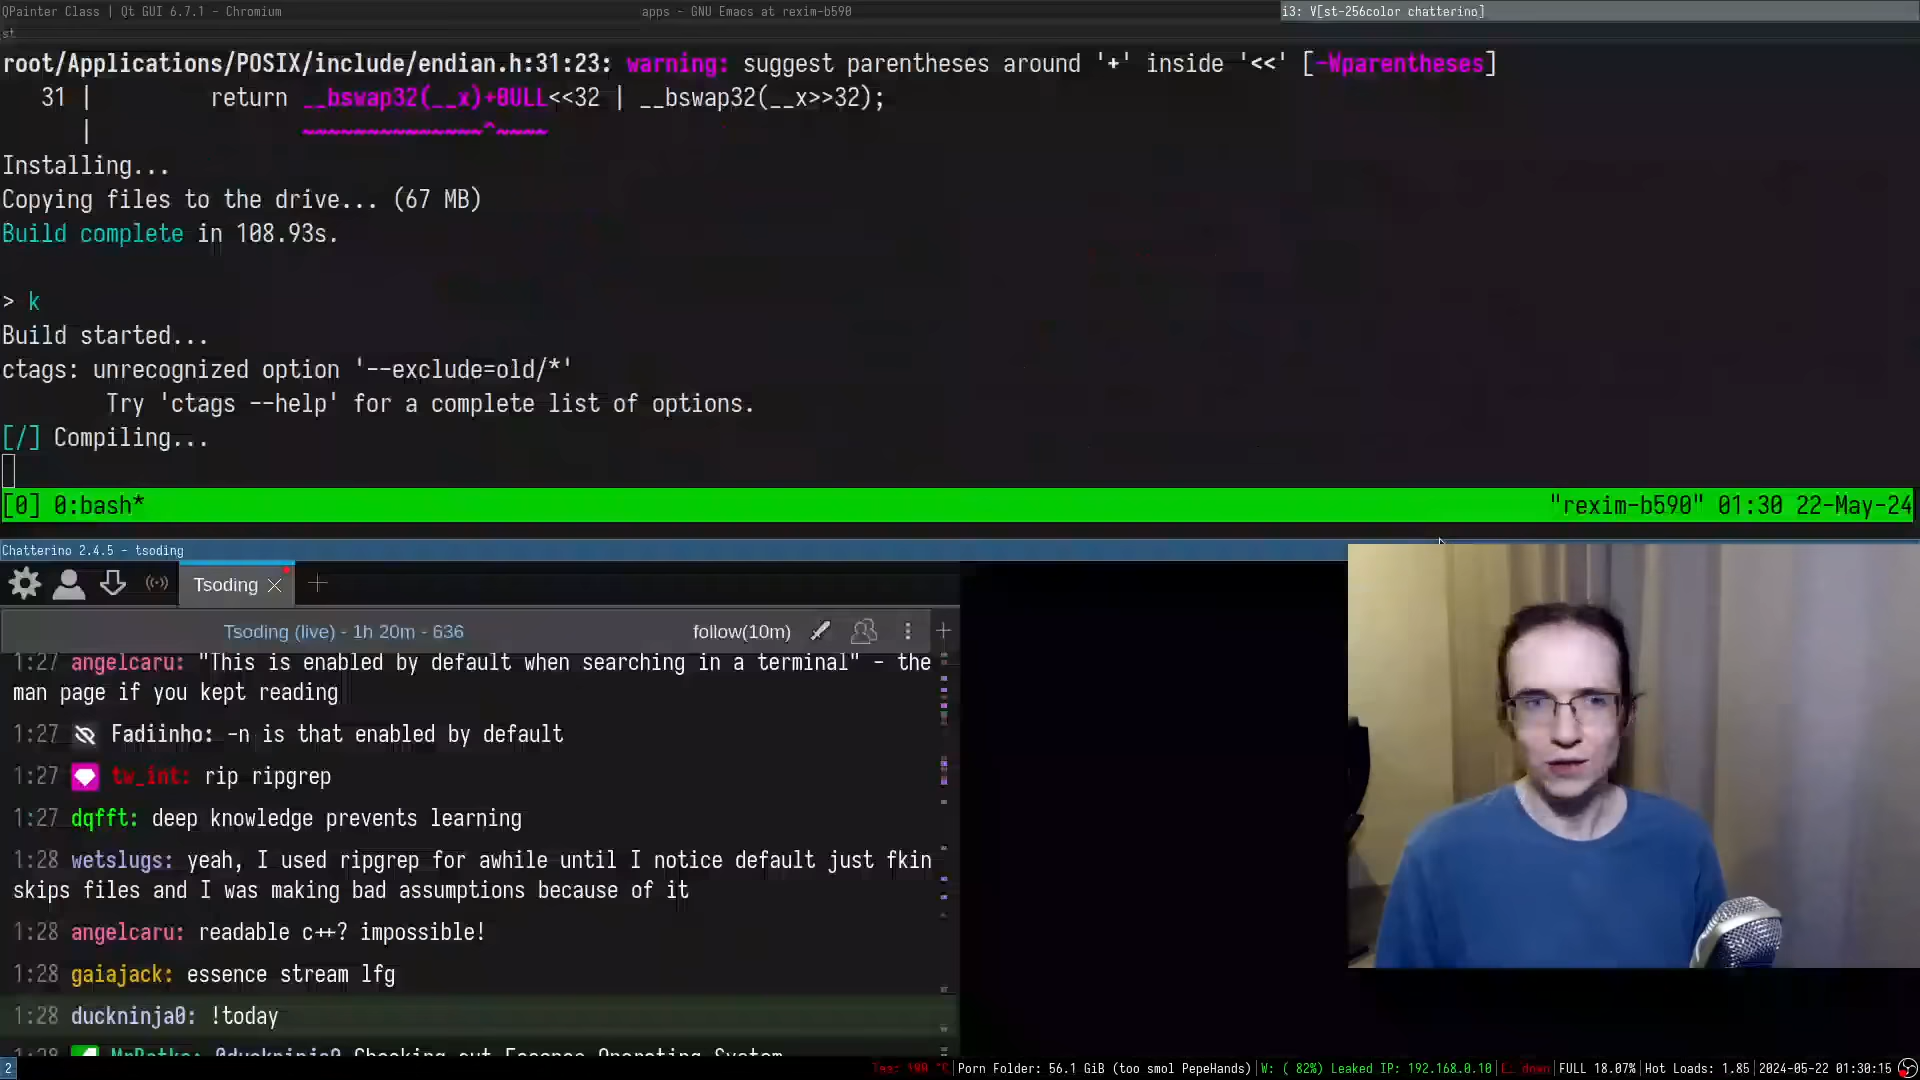 QPainter Class | Qt GUI 6.7.1 - Chromium
apps - GNU Emacs at rexim-b590
i3: V[st-256color chatterino]
st
root/Applications/POSIX/include/endian.h:31:23: warning: suggest parentheses around '+' inside '<<' [-Wparentheses]
31 | return __bswap32(__x)+0ULL<<32 | __bswap32(__x>>32);
| ~~~~~~~~~~~~~~^~~~~
Installing...
Copying files to the drive... (67 MB)
Build complete in 108.93s.
> k
Build started...
ctags: unrecognized option '--exclude=old/*'
Try 'ctags --help' for a complete list of options.
[/] Compiling...
[0] 0:bash* "rexim-b590" 01:30 22-May-24
Chatterino 2.4.5 - tsoding
Tsoding
Tsoding (live) - 1h 20m - 636 follow(10m)
1:27 angelcaru: "This is enabled by default when searching in a terminal" - the
man page if you kept reading
1:27 Fadiinho: -n is that enabled by default
1:27 tw_int: rip ripgrep
1:27 dqfft: deep knowledge prevents learning
1:28 wetslugs: yeah, I used ripgrep for awhile until I notice default just fkin
skips files and I was making bad assumptions because of it
1:28 angelcaru: readable c++? impossible!
1:28 gaiajack: essence stream lfg
1:28 duckninja0: !today
1:28 MrBotka: @duckninja0 Checking out Essence Operating System
2
Porn Folder: 56.1 GiB (too smol PepeHands)|W: ( 82%) Leaked IP: 192.168.0.10| down |FULL 18.07%|Hot Loads: 1.85 |2024-05-22 01:30:15